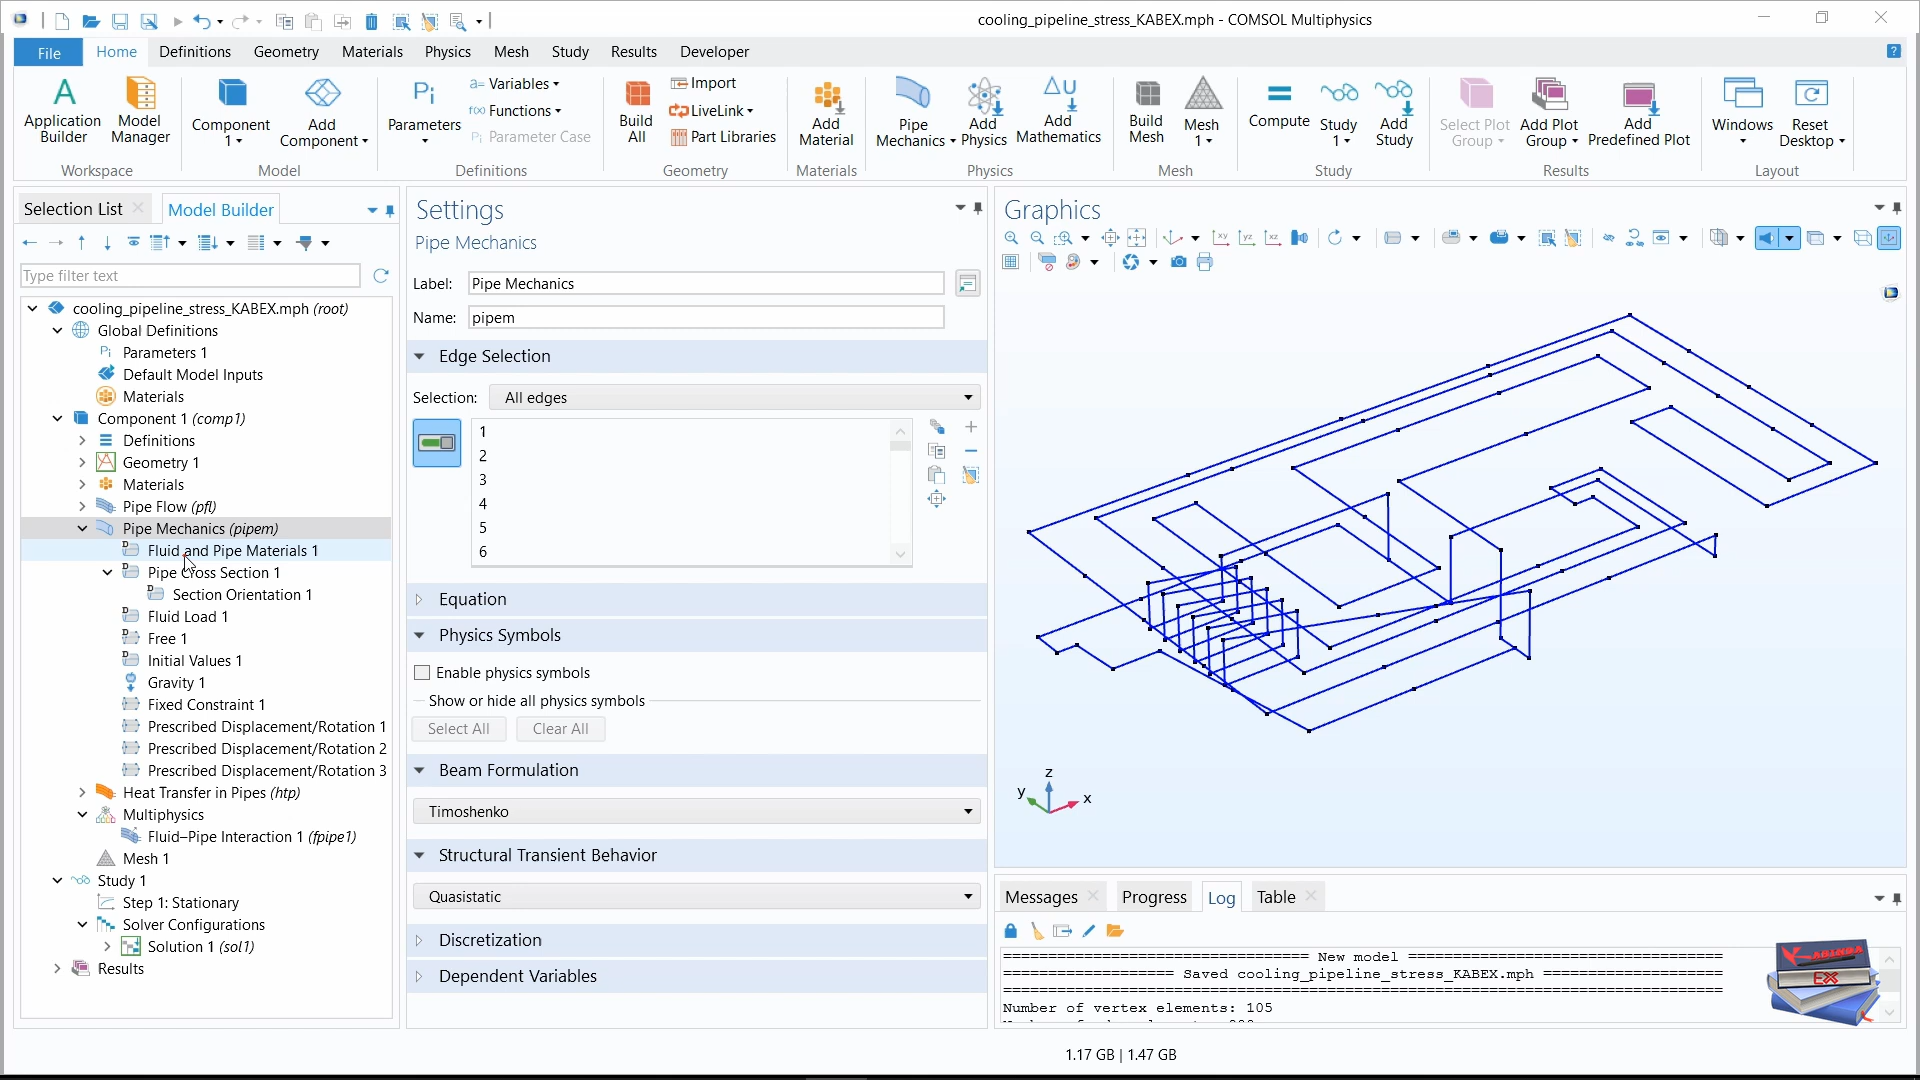 cooling_pipeline_stress_KABEX.mph - COMSOL Multiphysics
File Home Definitions Geometry Materials Physics Mesh Study Results Developer
Application Builder
Model Manager
Workspace
Component 1
Add Component
Model
Pi
Parameters
a= Variables
f(x) Functions
Pi Parameter Case
Definitions
Build All
Import
LiveLink
Part Libraries
Geometry
Add Material
Materials
Pipe Mechanics
Add Physics
ΔU
Add Mathematics
Physics
Build Mesh
Mesh 1
Mesh
Compute
Study 1
Add Study
Study
Select Plot Group
Add Plot Group
Add Predefined Plot
Results
Windows
Reset Desktop
Layout
Selection List
Model Builder
Type filter text
cooling_pipeline_stress_KABEX.mph (root)
Global Definitions
Pi Parameters 1
Default Model Inputs
Materials
Component 1 (comp1)
Definitions
Geometry 1
Materials
Pipe Flow (pfl)
Pipe Mechanics (pipem)
Fluid and Pipe Materials 1
Pipe Cross Section 1
Section Orientation 1
Fluid Load 1
Free 1
Initial Values 1
Gravity 1
Fixed Constraint 1
Prescribed Displacement/Rotation 1
Prescribed Displacement/Rotation 2
Prescribed Displacement/Rotation 3
Heat Transfer in Pipes (htp)
Multiphysics
Fluid–Pipe Interaction 1 (fpipe1)
Mesh 1
Study 1
Step 1: Stationary
Solver Configurations
Solution 1 (sol1)
Results
Settings
Pipe Mechanics
Label: Pipe Mechanics
Name: pipem
Edge Selection
Selection: All edges
1
2
3
4
5
6
Equation
Physics Symbols
Enable physics symbols
Show or hide all physics symbols
Select All Clear All
Beam Formulation
Timoshenko
Structural Transient Behavior
Quasistatic
Discretization
Dependent Variables
Graphics
xy yz xz
z
y
x
Messages Progress Log Table
=================================== New model ====================================
================== Saved cooling_pipeline_stress_KABEX.mph ===================
Number of vertex elements: 105
KABINDA
EX
1.17 GB | 1.47 GB